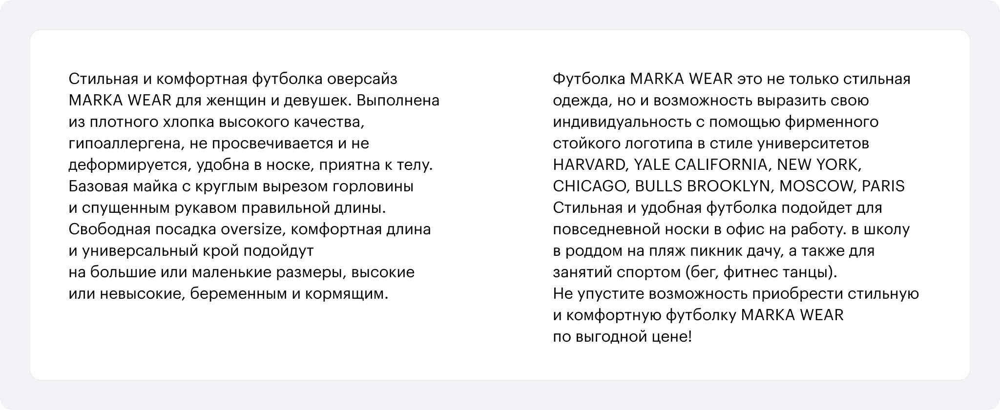 Стильная и комфортная футболка оверсайз
MARKA WEAR для женщин и девушек. Выполнена
из плотного хлопка высокого качества,
гипоаллергена, не просвечивается и не
деформируется, удобна в носке, приятна к телу.
Базовая майка с круглым вырезом горловины
и спущенным рукавом правильной длины.
Свободная посадка oversize, комфортная длина
и универсальный крой подойдут
на большие или маленькие размеры, высокие
или невысокие, беременным и кормящим.
Футболка MARKA WEAR это не только стильная
одежда, но и возможность выразить свою
индивидуальность с помощью фирменного
стойкого логотипа в стиле университетов
HARVARD, YALE CALIFORNIA, NEW YORK,
CHICAGO, BULLS BROOKLYN, MOSCOW, PARIS
Стильная и удобная футболка подойдет для
повседневной носки в офис на работу. в школу
в роддом на пляж пикник дачу, а также для
занятий спортом (бег, фитнес танцы).
Не упустите возможность приобрести стильную
и комфортную футболку MARKA WEAR
по выгодной цене!